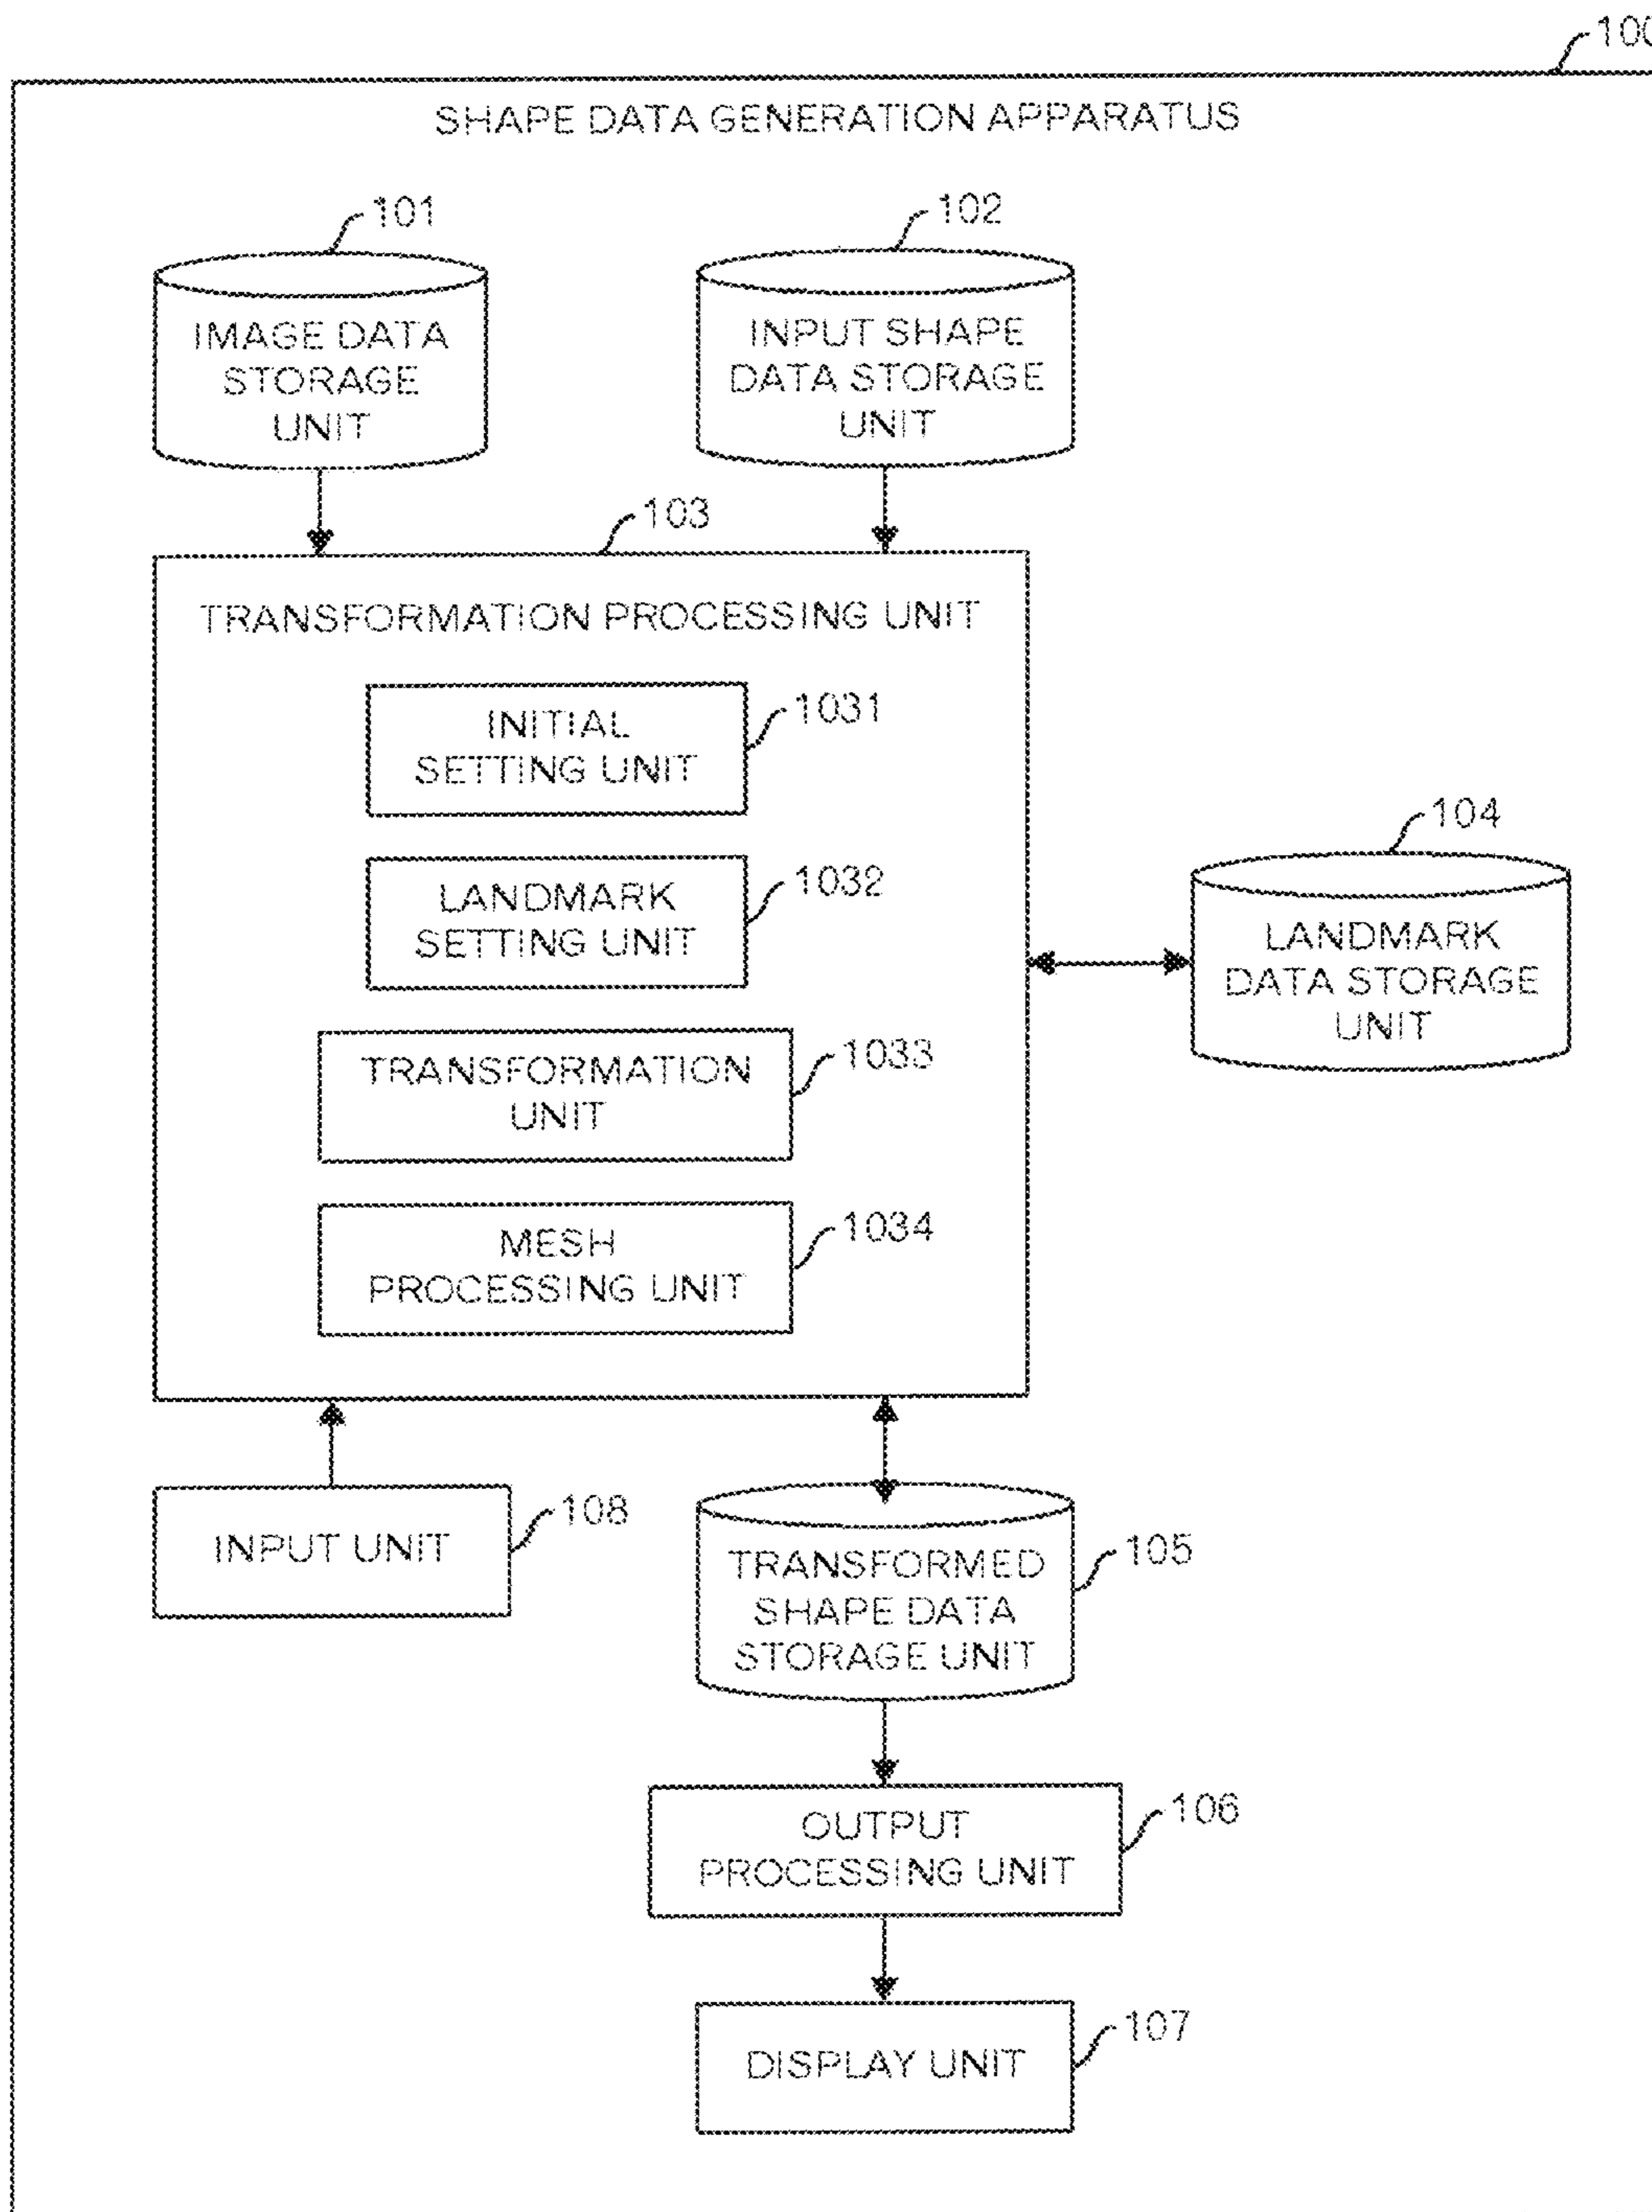 100
SHAPE DATA GENERATION APPARATUS
101
102
IMAGE DATA
STORAGE
UNIT
INPUT SHAPE
DATA STORAGE
UNIT
103
TRANSFORMATION PROCESSING UNIT
INITIAL
SETTING UNIT
1031
LANDMARK
SETTING UNIT
1032
104
LANDMARK
DATA STORAGE
UNIT
TRANSFORMATION
UNIT
1033
MESH
PROCESSING UNIT
1034
INPUT UNIT
108
TRANSFORMED
SHAPE DATA
STORAGE UNIT
105
OUTPUT
PROCESSING UNIT
106
DISPLAY UNIT
107